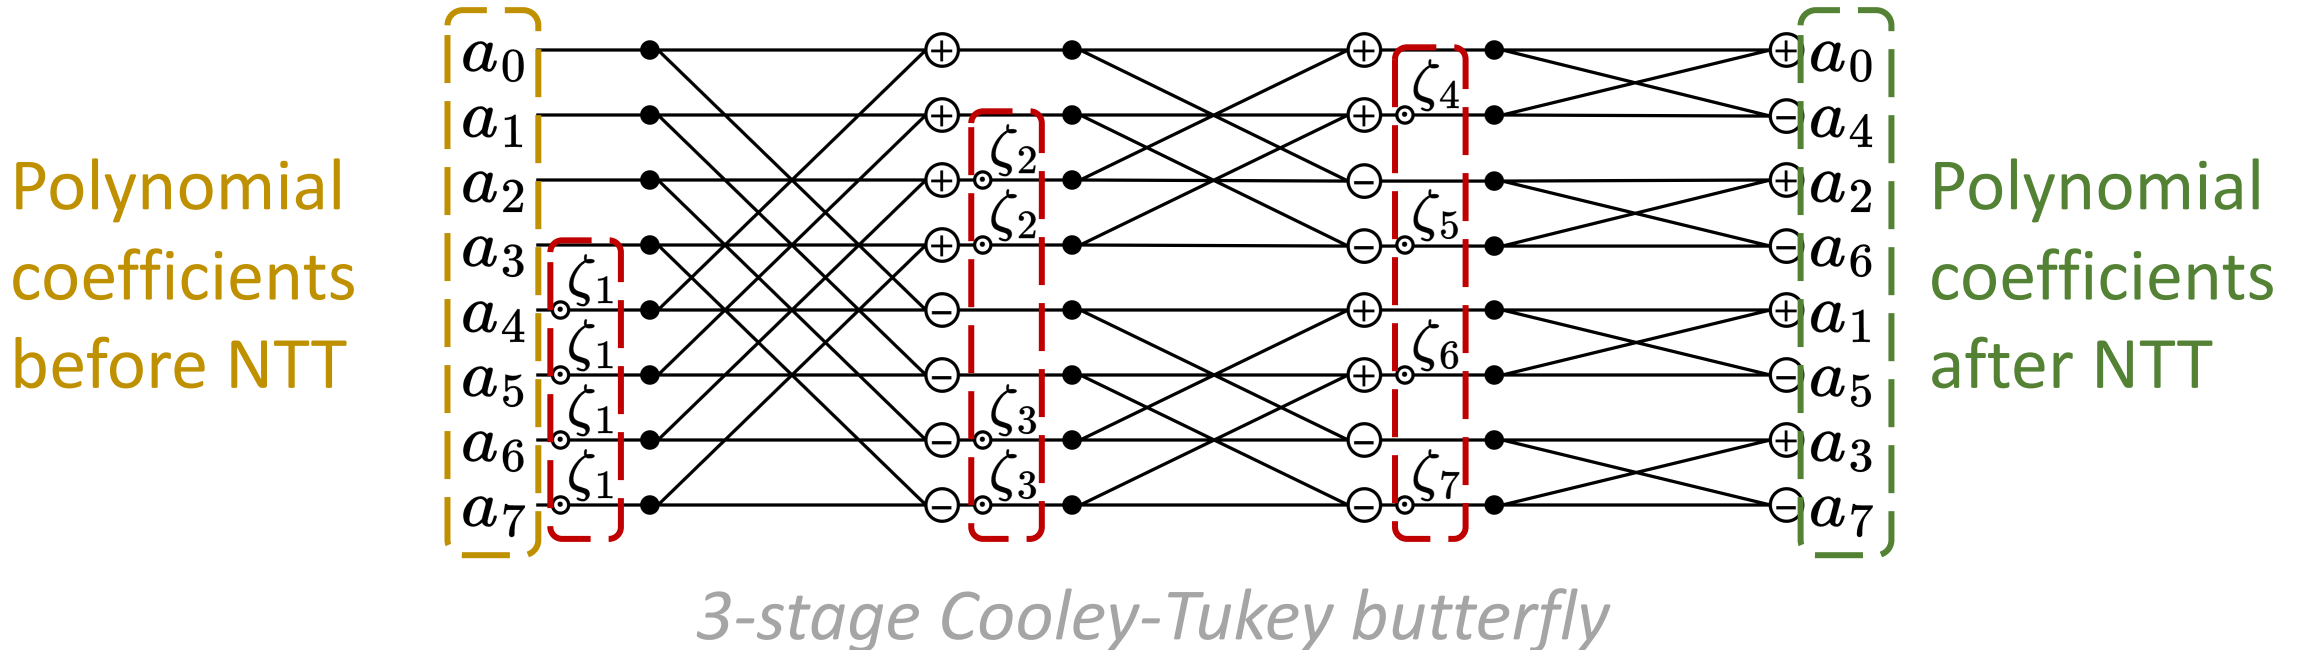 Polynomial
coefficients
before NTT
a0
a1
a2
a3
a4
a5
a6
a7
ζ1
ζ1
ζ1
ζ1
ζ2
ζ2
ζ3
ζ3
ζ4
ζ5
ζ6
ζ7
a0
a4
a2
a6
a1
a5
a3
a7
Polynomial
coefficients
after NTT
3-stage Cooley-Tukey butterfly